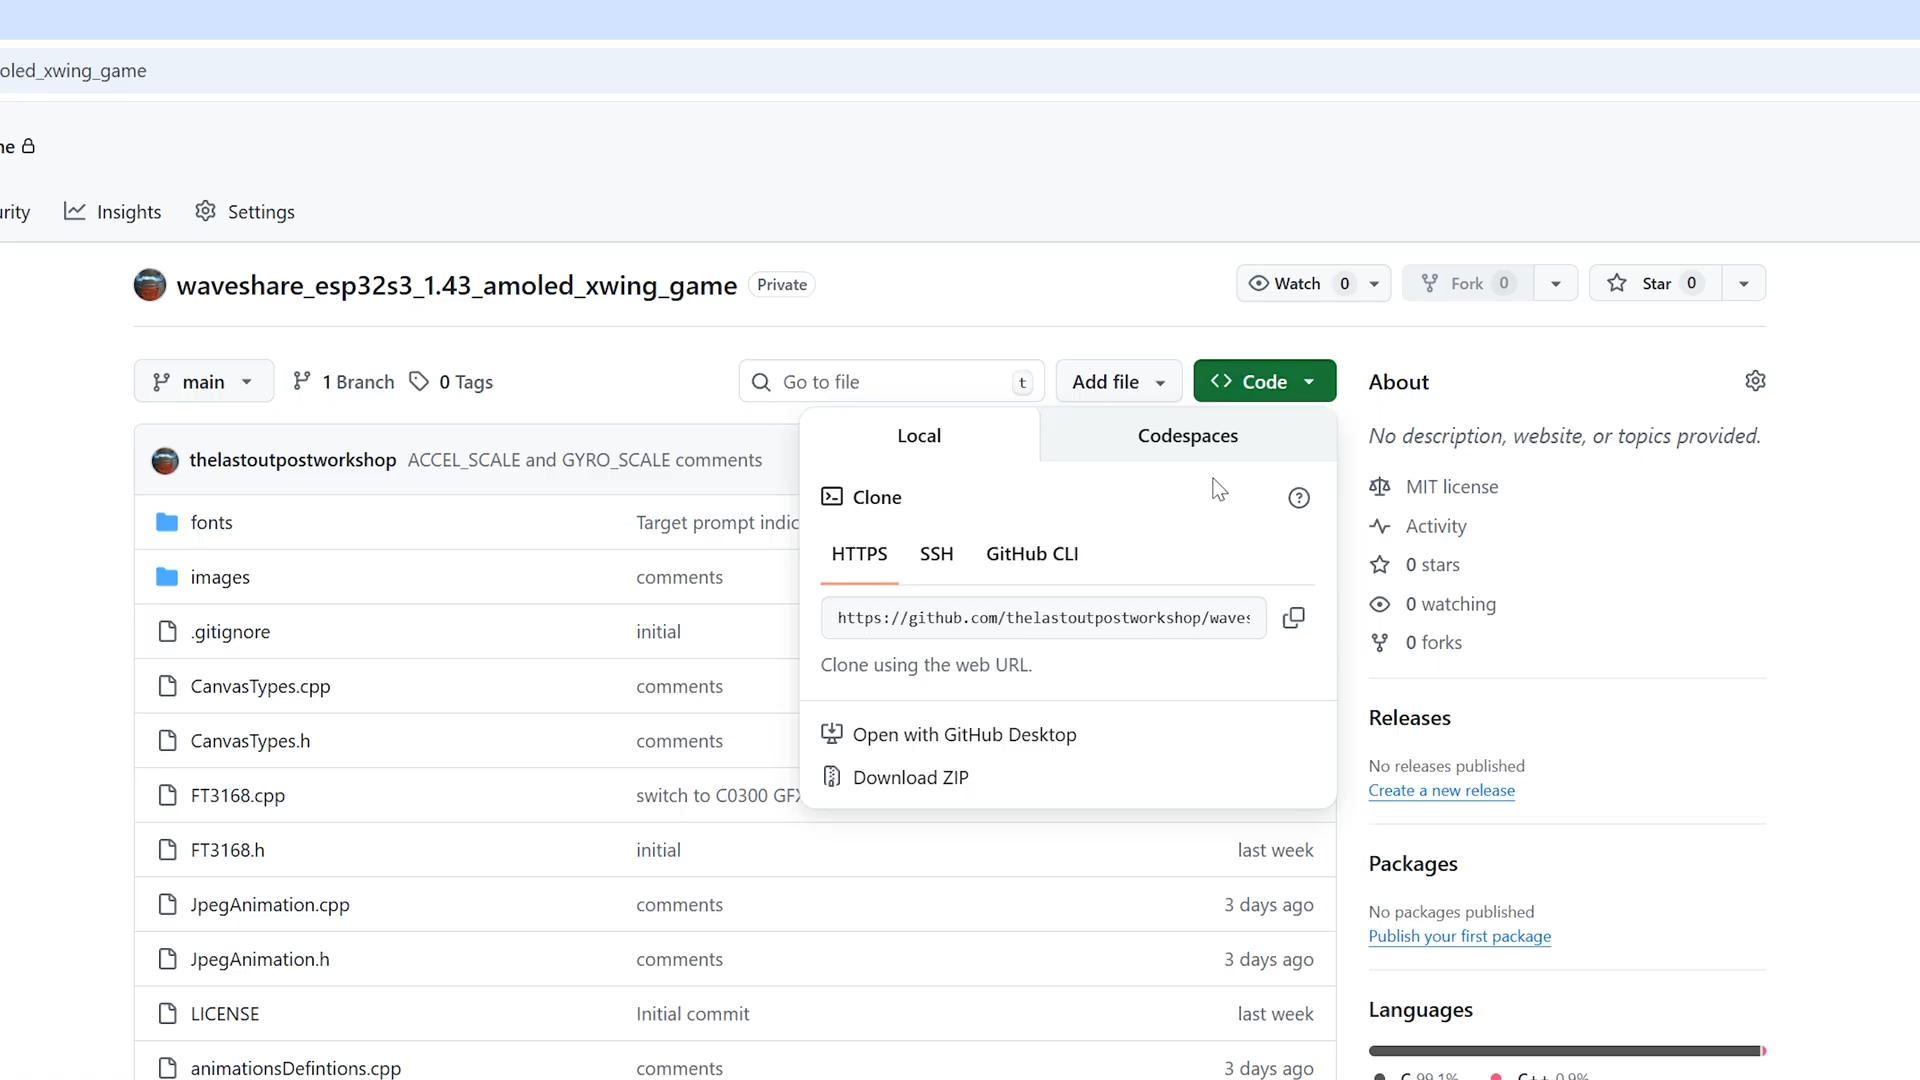 oled_xwing_game
ne
urity Insights Settings
waveshare_esp32s3_1.43_amoled_xwing_game Private
Watch 0 Fork 0 Star 0
main 1 Branch 0 Tags
Go to file t Add file Code
Local Codespaces
Clone
HTTPS SSH GitHub CLI
https://github.com/thelastoutpostworkshop/waves
Clone using the web URL.
Open with GitHub Desktop
Download ZIP
thelastoutpostworkshop ACCEL_SCALE and GYRO_SCALE comments
fonts Target prompt indic
images comments
.gitignore initial
CanvasTypes.cpp comments
CanvasTypes.h comments
FT3168.cpp switch to C0300 GFX
FT3168.h initial last week
JpegAnimation.cpp comments 3 days ago
JpegAnimation.h comments 3 days ago
LICENSE Initial commit last week
animationsDefintions.cpp comments 3 days ago
About
No description, website, or topics provided.
MIT license
Activity
0 stars
0 watching
0 forks
Releases
No releases published
Create a new release
Packages
No packages published
Publish your first package
Languages
C 99.1% C++ 0.9%